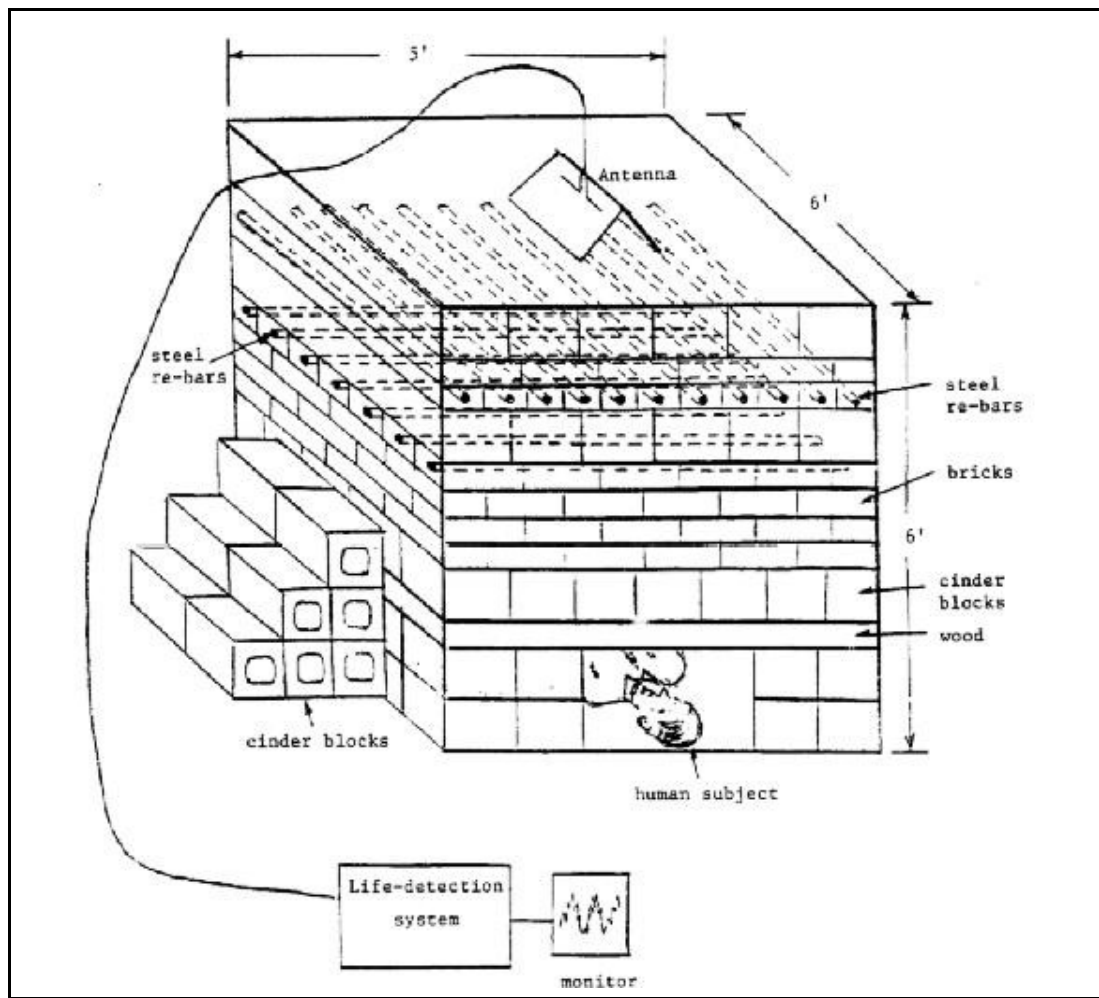 5'
Antenna
6'
steel
re-bars
steel
re-bars
bricks
6'
cinder
blocks
wood
cinder blocks
human subject
Life-detection
system
monitor